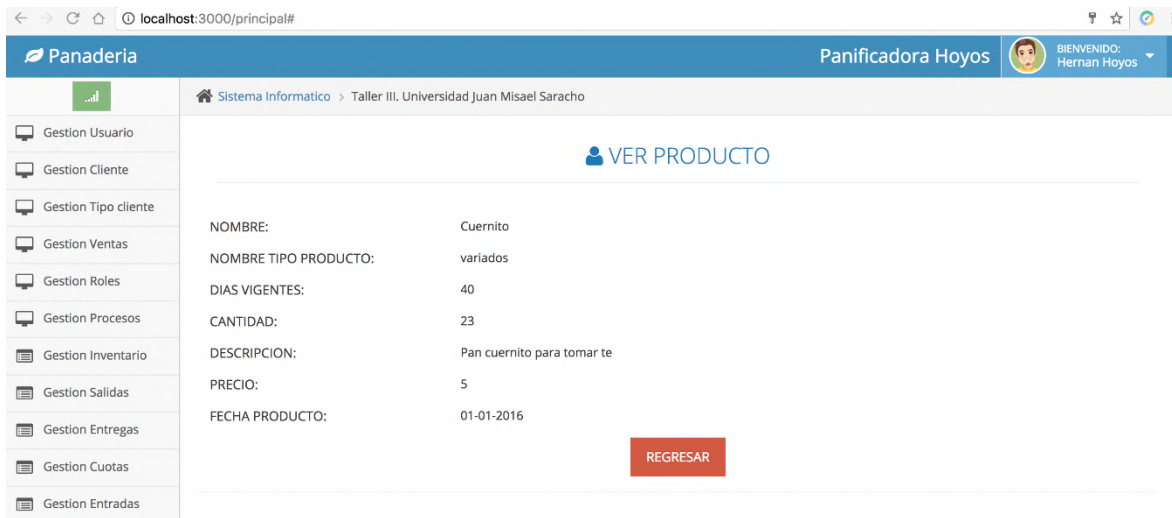 localhost:3000/principal#
Panaderia
Panificadora Hoyos
BIENVENIDO:
Hernan Hoyos
Sistema Informatico > Taller III. Universidad Juan Misael Saracho
Gestion Usuario
Gestion Cliente
Gestion Tipo cliente
Gestion Ventas
Gestion Roles
Gestion Procesos
Gestion Inventario
Gestion Salidas
Gestion Entregas
Gestion Cuotas
Gestion Entradas
VER PRODUCTO
NOMBRE: Cuernito
NOMBRE TIPO PRODUCTO: variados
DIAS VIGENTES: 40
CANTIDAD: 23
DESCRIPCION: Pan cuernito para tomar te
PRECIO: 5
FECHA PRODUCTO: 01-01-2016
REGRESAR